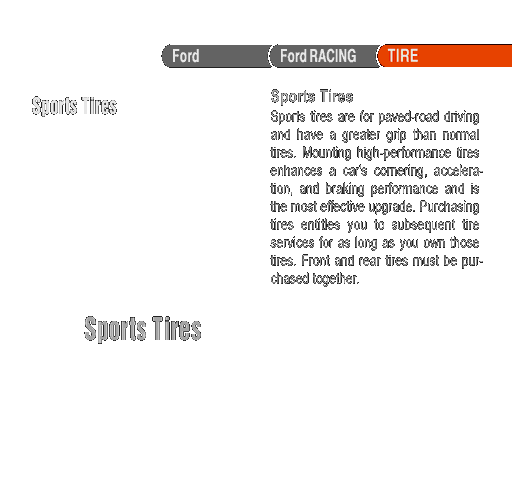 Ford
Ford RACING
TIRE
Sports Tires
Sports Tires
Sports tires are for paved-road driving
and have a greater grip than normal
tires. Mounting high-performance tires
enhances a car's cornering, accelera-
tion, and braking performance and is
the most effective upgrade. Purchasing
tires entitles you to subsequent tire
services for as long as you own those
tires. Front and rear tires must be pur-
chased together.
Sports Tires